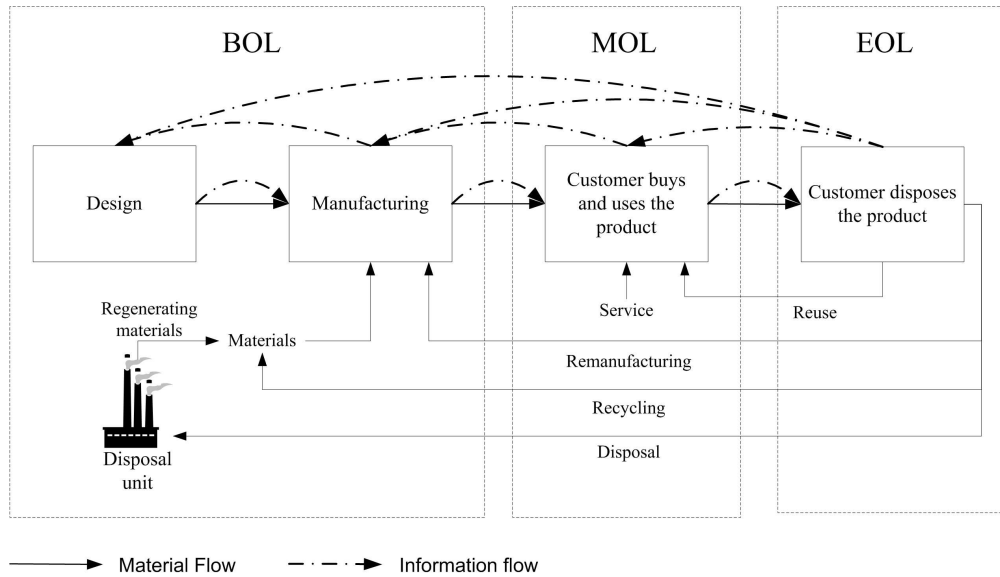 BOL
MOL
EOL
Design
Manufacturing
Customer buys
and uses the
product
Customer disposes
the product
Regenerating
materials
Materials
Service
Reuse
Remanufacturing
Recycling
Disposal
Disposal
unit
Material Flow
Information flow